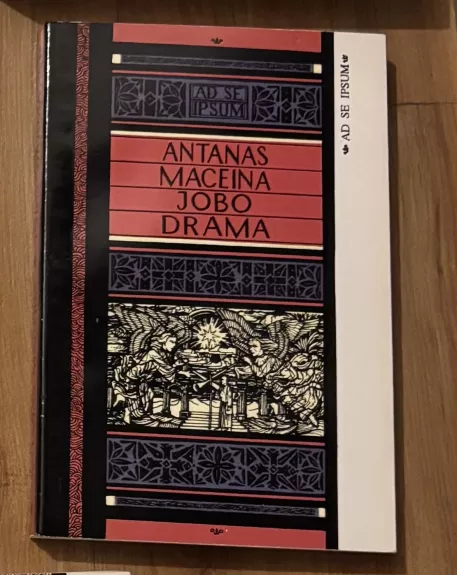 AD SE
IPSUM
ANTANAS
MACEINA
JOBO
DRAMA
AD SE IPSUM